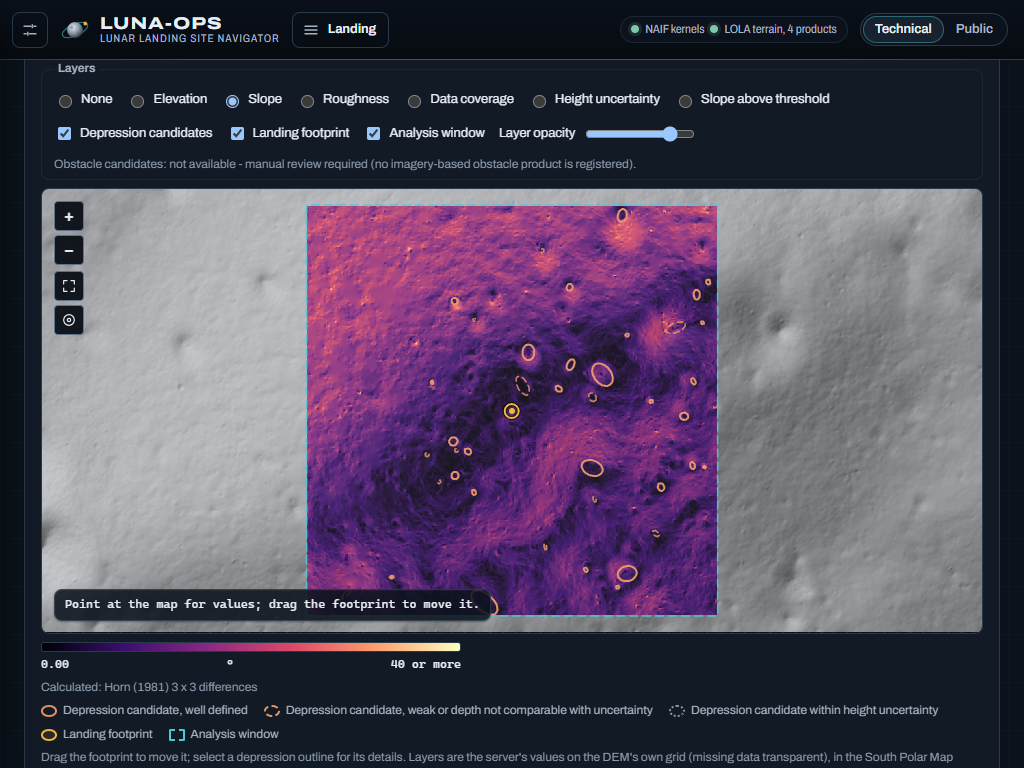 LUNA-OPS
LUNAR LANDING SITE NAVIGATOR
Landing
NAIF kernels LOLA terrain, 4 products
Technical Public
Layers
None Elevation Slope Roughness Data coverage Height uncertainty Slope above threshold
Depression candidates Landing footprint Analysis window Layer opacity
Obstacle candidates: not available - manual review required (no imagery-based obstacle product is registered).
+
−
Point at the map for values; drag the footprint to move it.
0.00 ° 40 or more
Calculated: Horn (1981) 3 x 3 differences
Depression candidate, well defined Depression candidate, weak or depth not comparable with uncertainty Depression candidate within height uncertainty
Landing footprint Analysis window
Drag the footprint to move it; select a depression outline for its details. Layers are the server's values on the DEM's own grid (missing data transparent), in the South Polar Map